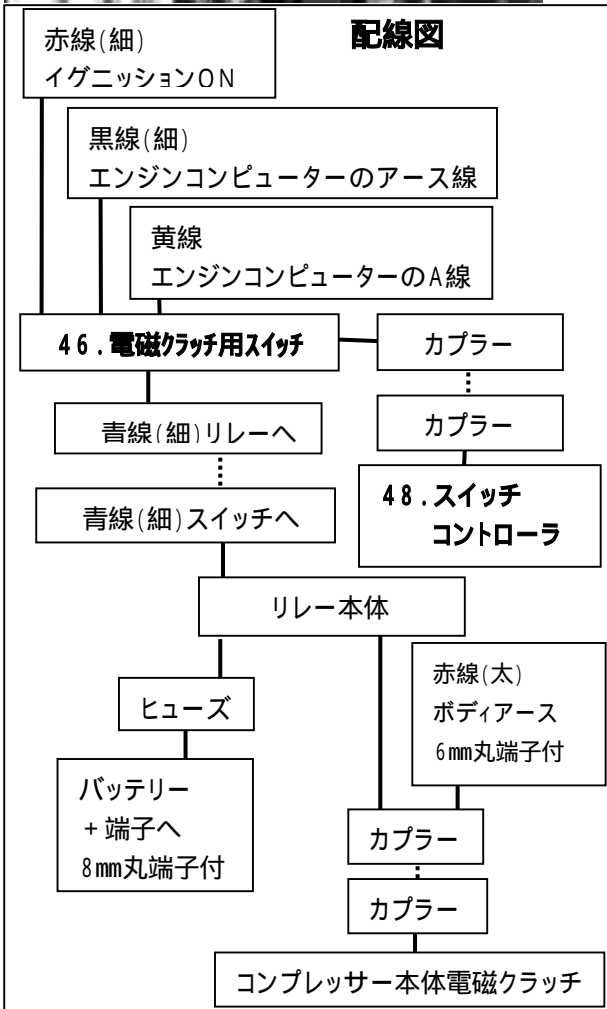 配線図
赤線(細)
イグニッションON
黒線(細)
エンジンコンピューターのアース線
黄線
エンジンコンピューターのA線
46.電磁クラッチ用スイッチ
カプラー
カプラー
青線(細)リレーへ
48.スイッチ
コントローラ
青線(細)スイッチへ
リレー本体
赤線(太)
ボディアース
6mm丸端子付
ヒューズ
バッテリー
+端子へ
8mm丸端子付
カプラー
カプラー
コンプレッサー本体電磁クラッチ